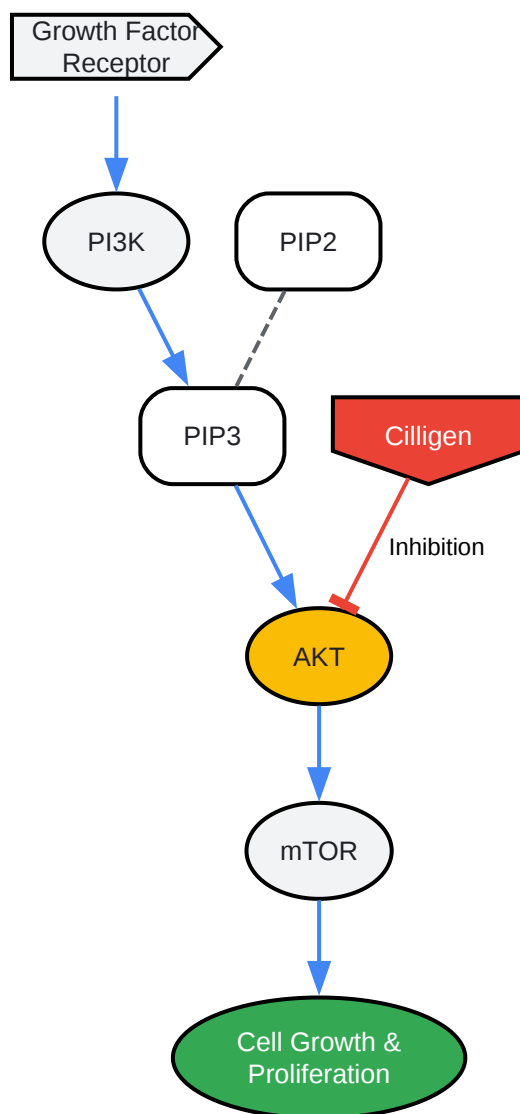 Growth Factor
Receptor
PI3K
PIP2
PIP3
Cilligen
Inhibition
AKT
mTOR
Cell Growth &
Proliferation